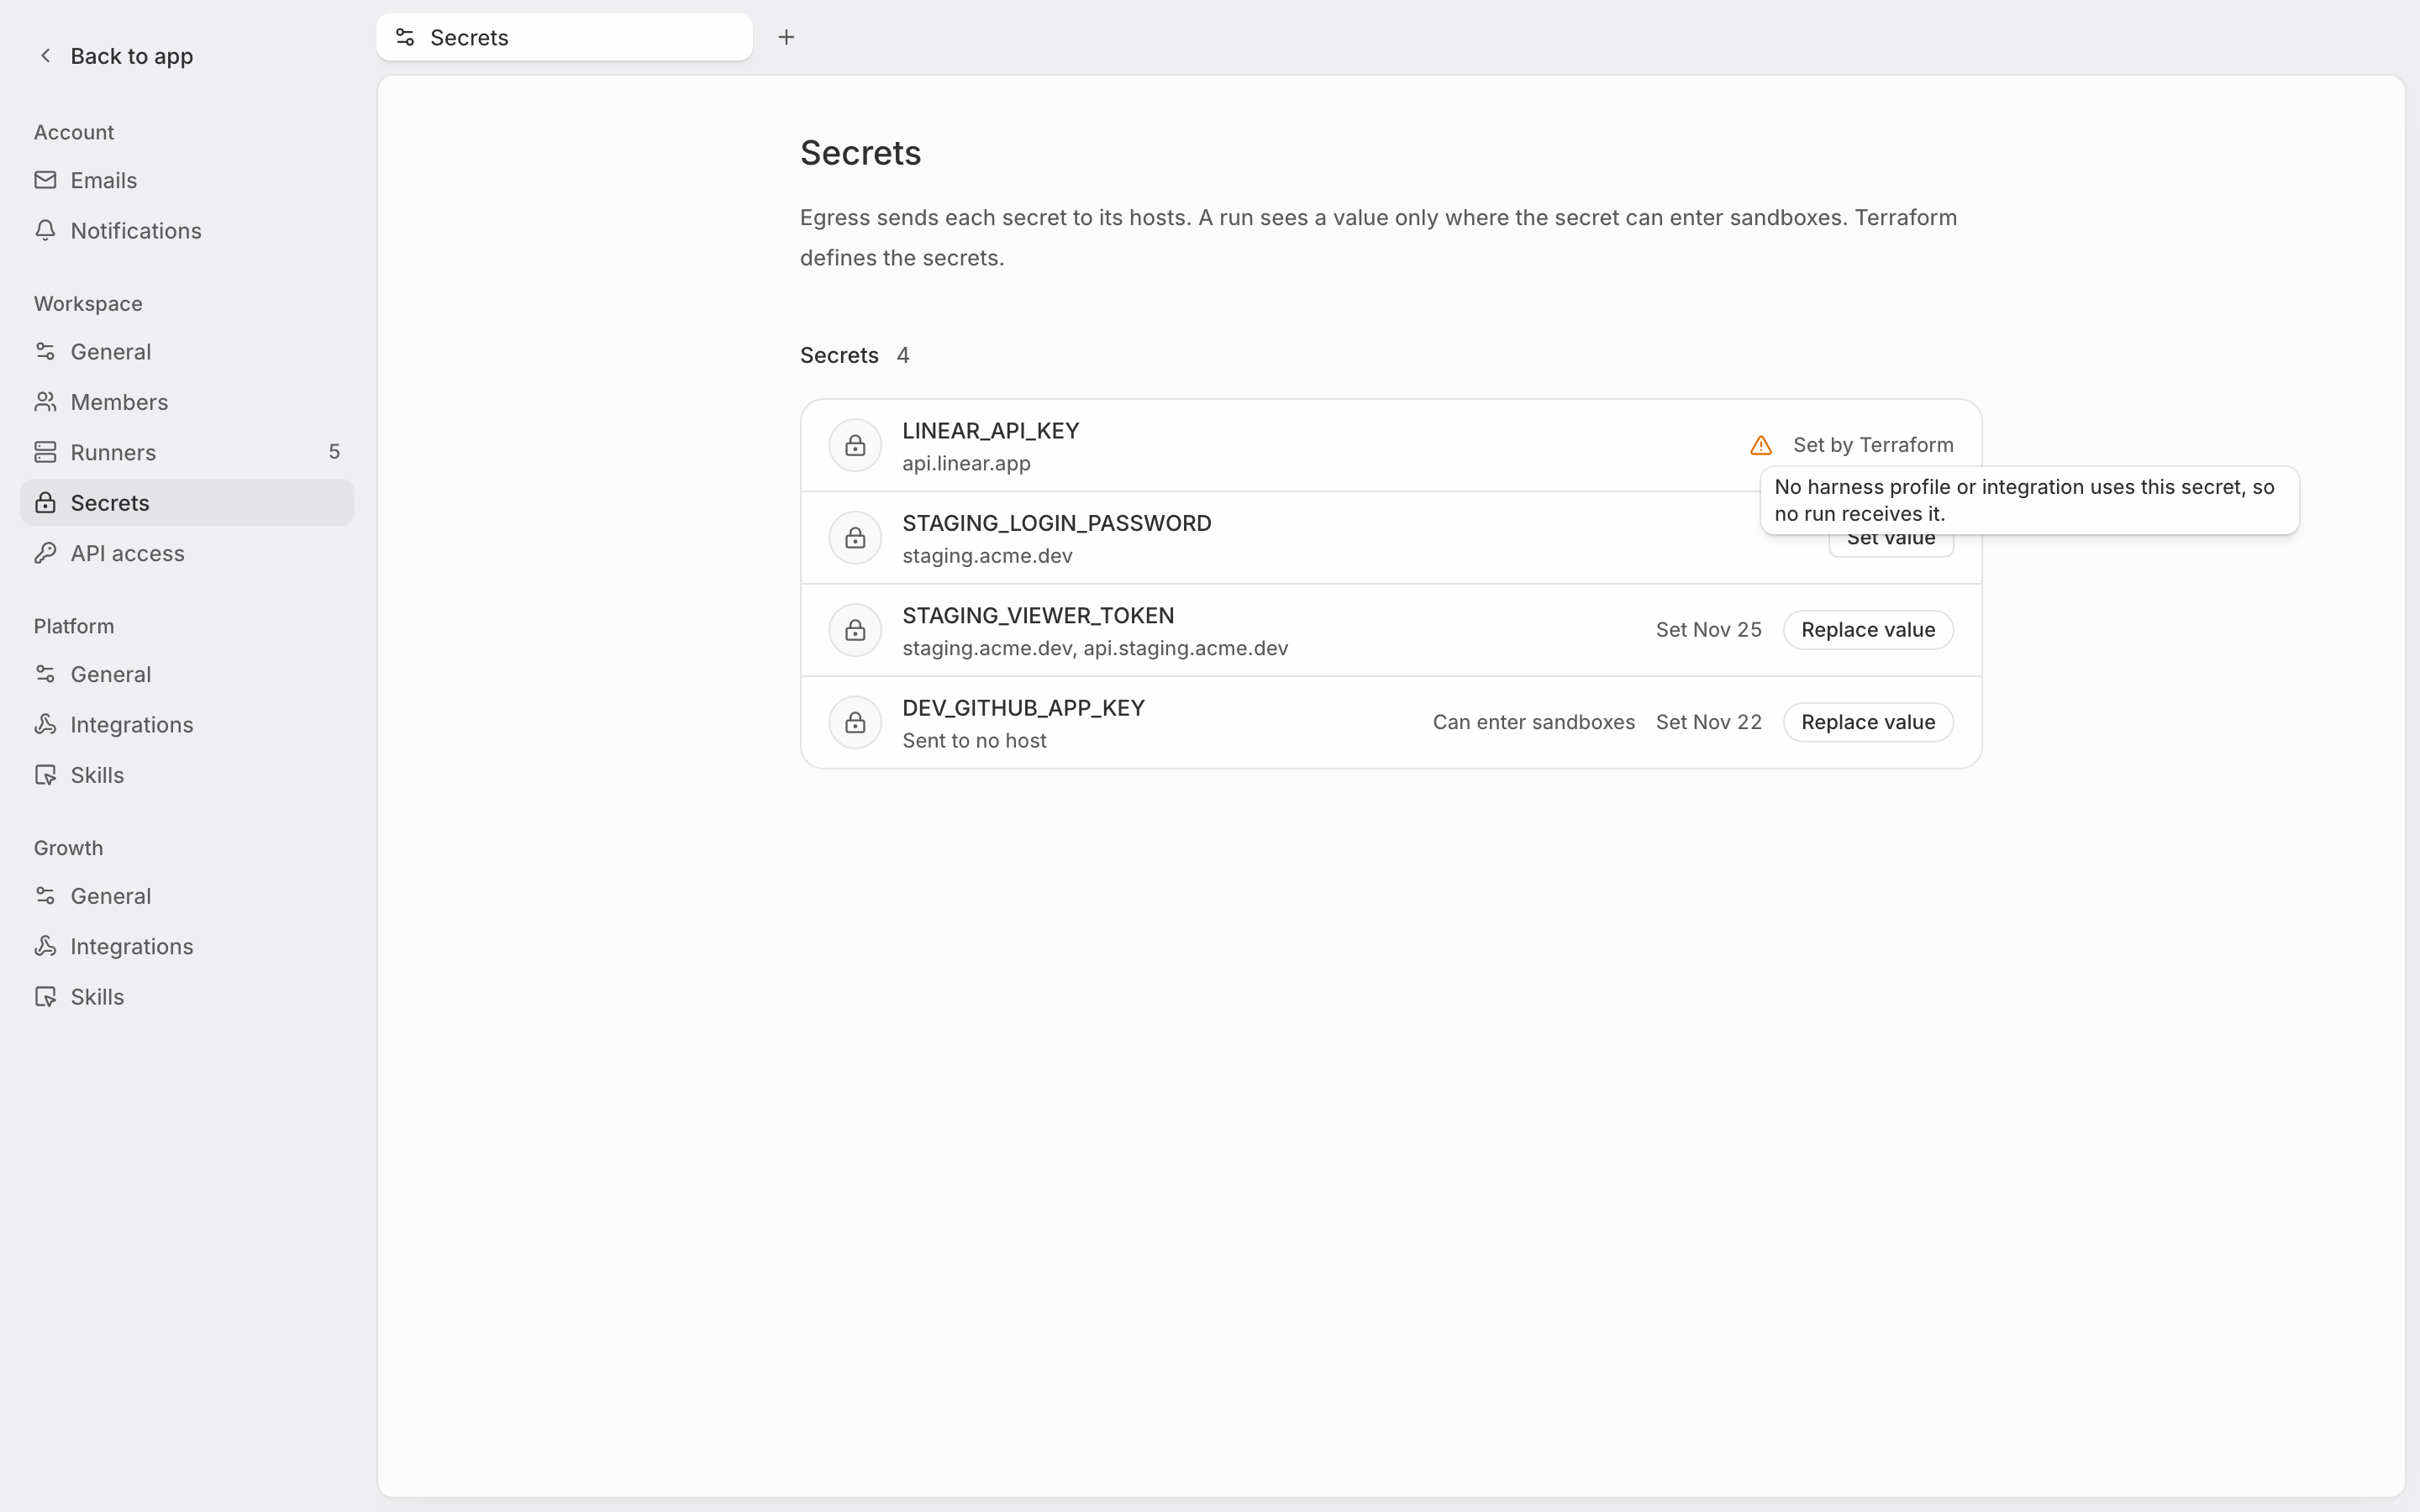 Back to app
Account
Emails
Notifications
Workspace
General
Members
Runners 5
Secrets
API access
Platform
General
Integrations
Skills
Growth
General
Integrations
Skills
Secrets
Secrets
Egress sends each secret to its hosts. A run sees a value only where the secret can enter sandboxes. Terraform
defines the secrets.
Secrets 4
LINEAR_API_KEY
api.linear.app
Set by Terraform
No harness profile or integration uses this secret, so
no run receives it.
STAGING_LOGIN_PASSWORD
staging.acme.dev
Set value
STAGING_VIEWER_TOKEN
staging.acme.dev, api.staging.acme.dev
Set Nov 25 Replace value
DEV_GITHUB_APP_KEY
Sent to no host
Can enter sandboxes Set Nov 22 Replace value